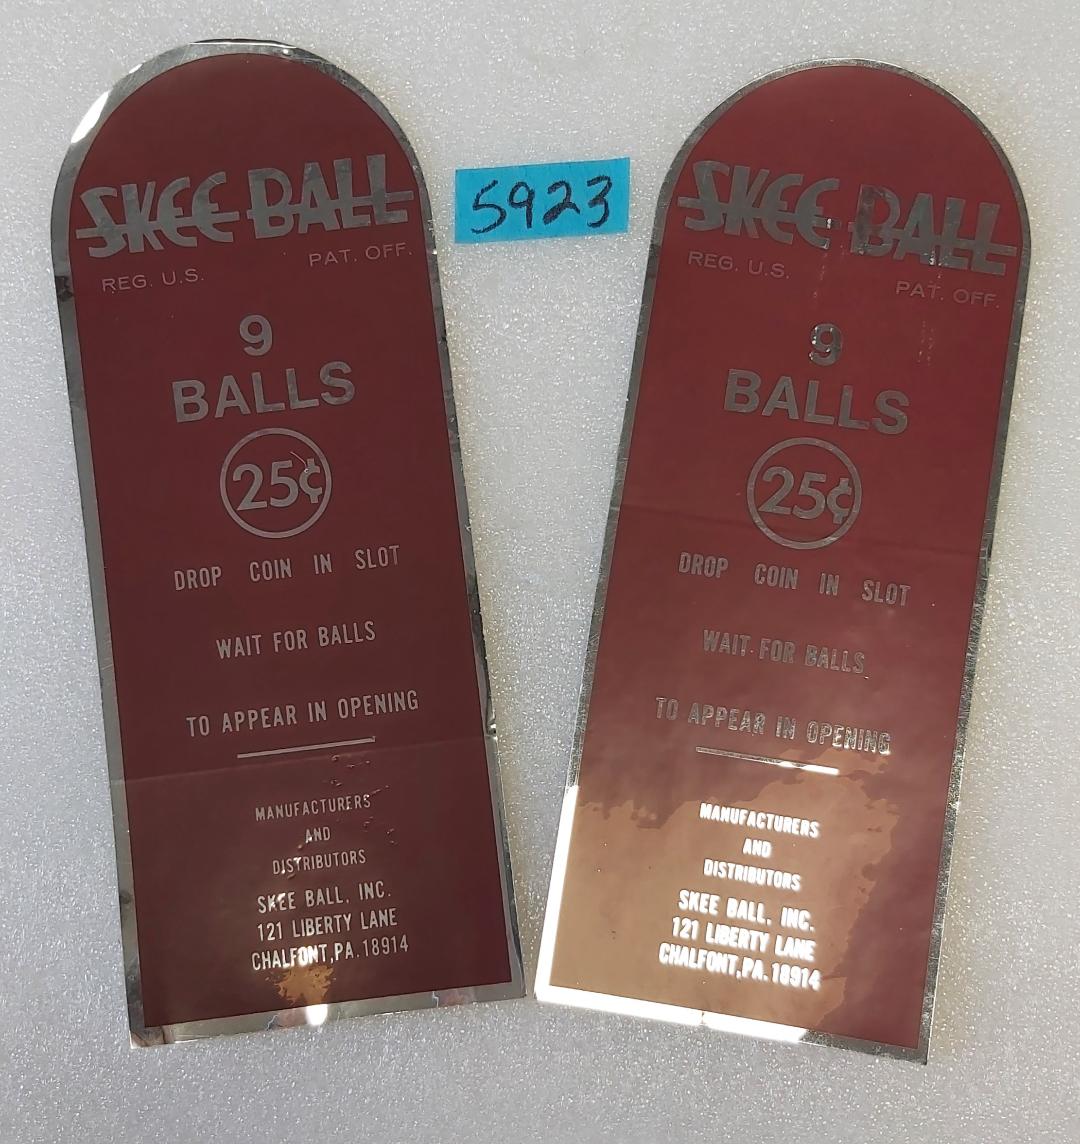 SKEE BALL
REG. U.S. PAT. OFF.
9
BALLS
25¢
DROP COIN IN SLOT
WAIT FOR BALLS
TO APPEAR IN OPENING
MANUFACTURERS
AND
DISTRIBUTORS
SKEE BALL, INC.
121 LIBERTY LANE
CHALFONT, PA. 18914
5923
SKEE BALL
REG. U.S. PAT. OFF.
9
BALLS
25¢
DROP COIN IN SLOT
WAIT FOR BALLS
TO APPEAR IN OPENING
MANUFACTURERS
AND
DISTRIBUTORS
SKEE BALL, INC.
121 LIBERTY LANE
CHALFONT, PA. 18914